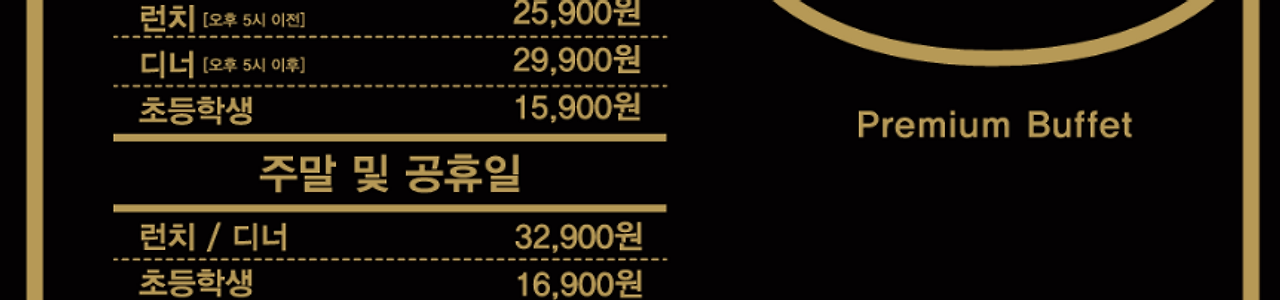 런치 [오후 5시 이전] 25,900원
디너 [오후 5시 이후] 29,900원
초등학생 15,900원
주말 및 공휴일
런치 / 디너 32,900원
초등학생 16,900원
Premium Buffet